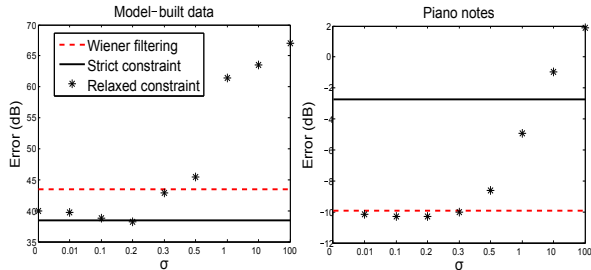 Model-built data
Error (dB)
70
65
60
55
50
45
40
35
Wiener filtering
Strict constraint
Relaxed constraint
0 0.01 0.1 0.2 0.3 0.5 1 10 100
σ
Piano notes
Error (dB)
2
0
-2
-4
-6
-8
-10
-12
0.01 0.1 0.2 0.3 0.5 1 10 100
σ